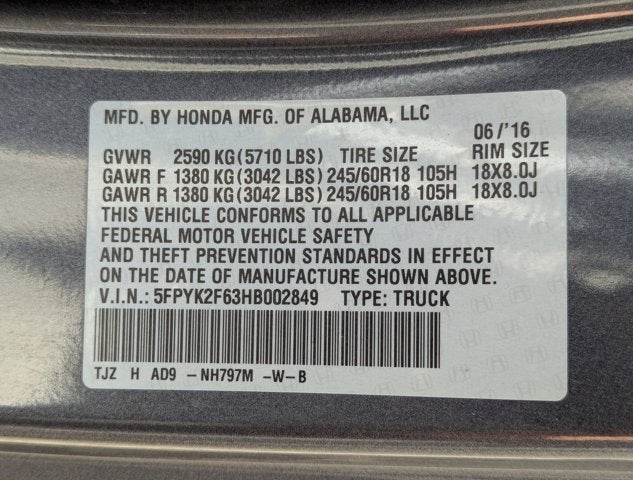 MFD. BY HONDA MFG. OF ALABAMA, LLC
06/'16
GVWR 2590 KG(5710 LBS) TIRE SIZE RIM SIZE
GAWR F 1380 KG(3042 LBS) 245/60R18 105H 18X8.0J
GAWR R 1380 KG(3042 LBS) 245/60R18 105H 18X8.0J
THIS VEHICLE CONFORMS TO ALL APPLICABLE
FEDERAL MOTOR VEHICLE SAFETY
AND THEFT PREVENTION STANDARDS IN EFFECT
ON THE DATE OF MANUFACTURE SHOWN ABOVE.
V.I.N.: 5FPYK2F63HB002849 TYPE: TRUCK
TJZ H AD9 -NH797M -W-B